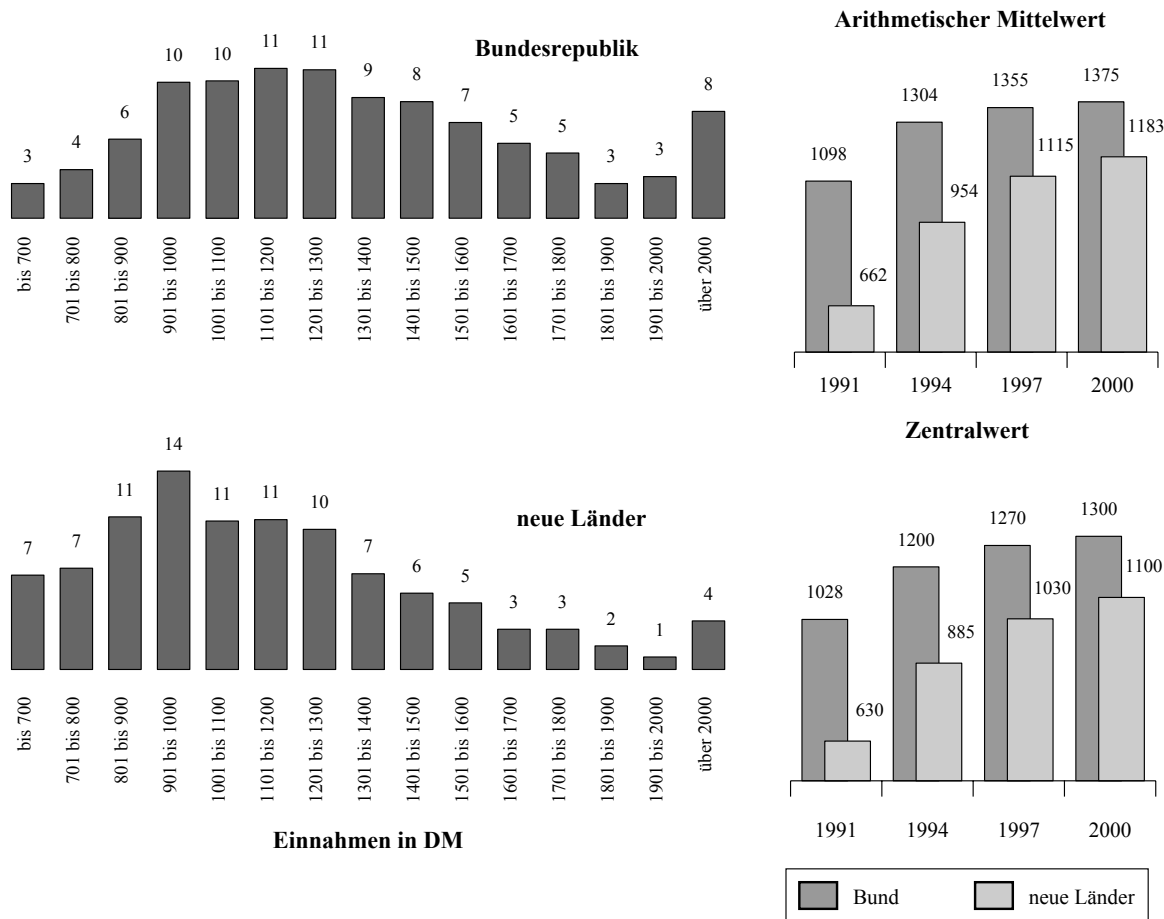 Bundesrepublik
3 4 6 10 10 11 11 9 8 7 5 5 3 3 8
bis 700
701 bis 800
801 bis 900
901 bis 1000
1001 bis 1100
1101 bis 1200
1201 bis 1300
1301 bis 1400
1401 bis 1500
1501 bis 1600
1601 bis 1700
1701 bis 1800
1801 bis 1900
1901 bis 2000
über 2000
neue Länder
7 7 11 14 11 11 10 7 6 5 3 3 2 1 4
bis 700
701 bis 800
801 bis 900
901 bis 1000
1001 bis 1100
1101 bis 1200
1201 bis 1300
1301 bis 1400
1401 bis 1500
1501 bis 1600
1601 bis 1700
1701 bis 1800
1801 bis 1900
1901 bis 2000
über 2000
Einnahmen in DM
Arithmetischer Mittelwert
1098 662 1304 954 1355 1115 1375 1183
1991 1994 1997 2000
Zentralwert
1028 630 1200 885 1270 1030 1300 1100
1991 1994 1997 2000
Bund neue Länder